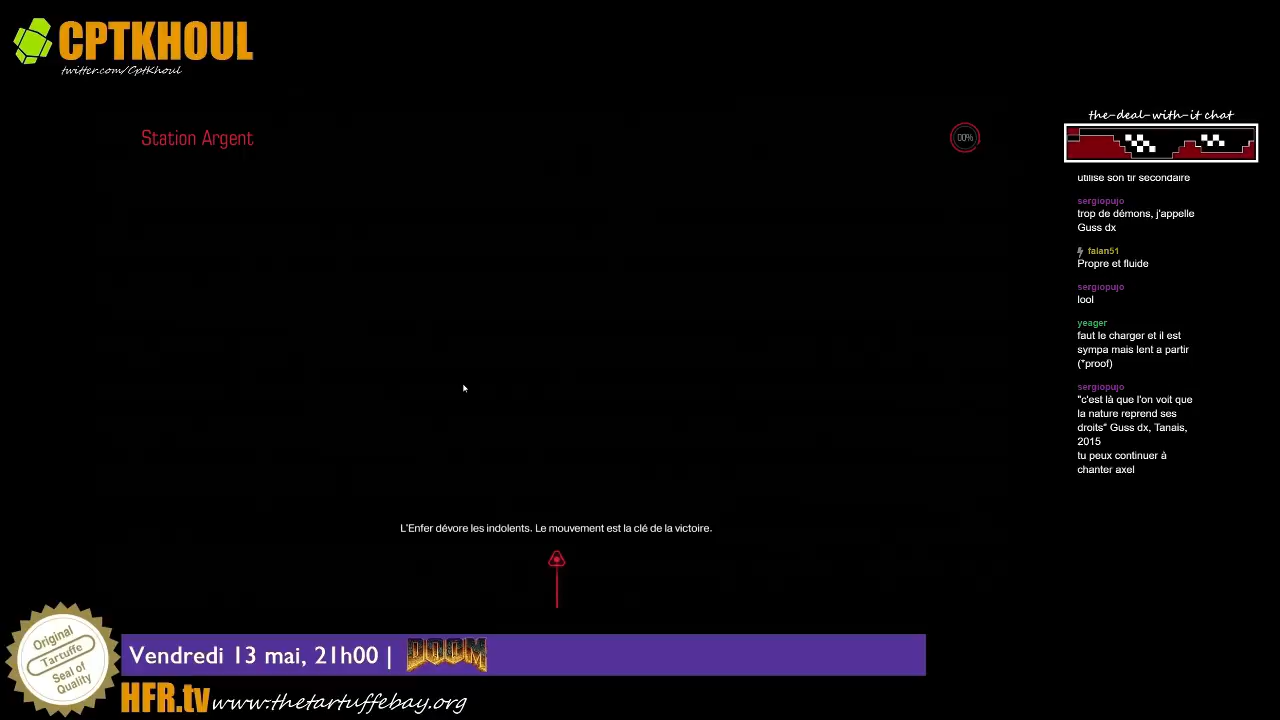 CPTKHOUL
twitter.com/CptKhoul
Station Argent
00%
the-deal-with-it chat
utilise son tir secondaire
sergiopujo
trop de démons, j'appelle
Guss dx
falan51
Propre et fluide
sergiopujo
lool
yeager
faut le charger et il est
sympa mais lent a partir
(*proof)
sergiopujo
"c'est là que l'on voit que
la nature reprend ses
droits" Guss dx, Tanais,
2015
tu peux continuer à
chanter axel
L'Enfer dévore les indolents. Le mouvement est la clé de la victoire.
Original
Tartuffe
Seal of
Quality
Vendredi 13 mai, 21h00 | DOOM
HFR.tv www.thetartuffebay.org